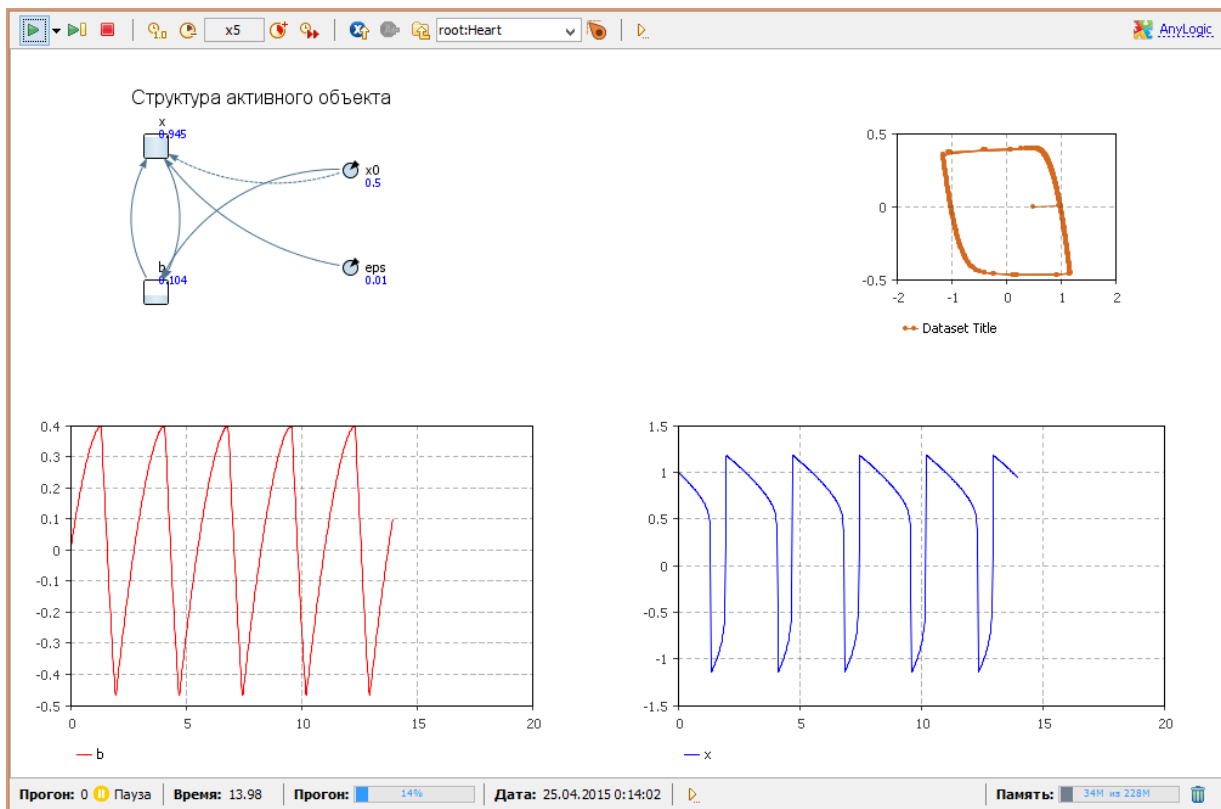 x5 root:Heart AnyLogic
Структура активного объекта
x
0.945
x0
0.5
b
0.104
eps
0.01
0.5
0
-0.5
-2 -1 0 1 2
Dataset Title
0.4
0.3
0.2
0.1
0
-0.1
-0.2
-0.3
-0.4
-0.5
0 5 10 15 20
b
1.5
1
0.5
0
-0.5
-1
-1.5
0 5 10 15 20
x
Прогон: 0 Пауза Время: 13.98 Прогон: 14% Дата: 25.04.2015 0:14:02 Память: 34M из 228M